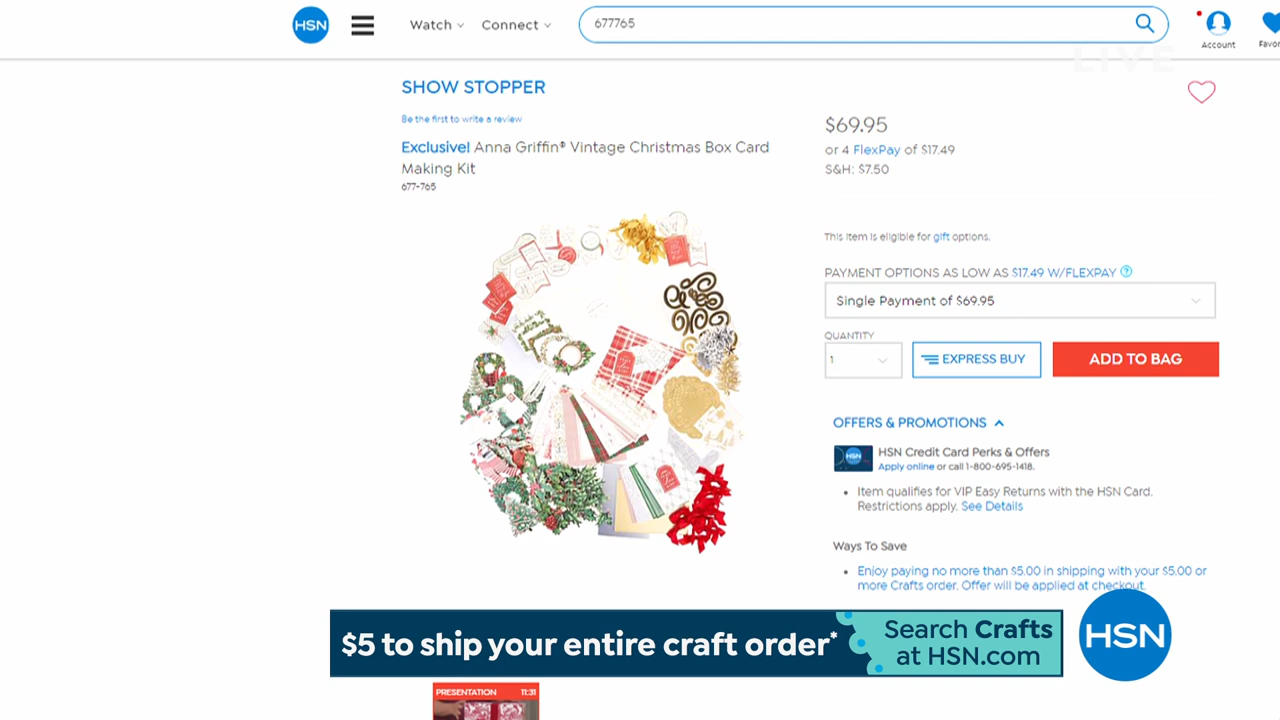 HSN
Watch
Connect
677765
Account
LIVE
SHOW STOPPER
Be the first to write a review
Exclusive! Anna Griffin® Vintage Christmas Box Card
Making Kit
677-765
$69.95
or 4 FlexPay of $17.49
S&H: $7.50
This item is eligible for gift options.
PAYMENT OPTIONS AS LOW AS $17.49 W/FLEXPAY ?
Single Payment of $69.95
QUANTITY
1
EXPRESS BUY
ADD TO BAG
OFFERS & PROMOTIONS
HSN
HSN Credit Card Perks & Offers
Apply online or call 1-800-695-1418.
• Item qualifies for VIP Easy Returns with the HSN Card.
Restrictions apply. See Details
Ways To Save
• Enjoy paying no more than $5.00 in shipping with your $5.00 or
more Crafts order. Offer will be applied at checkout.
$5 to ship your entire craft order*
Search Crafts
at HSN.com
HSN
PRESENTATION 11:31